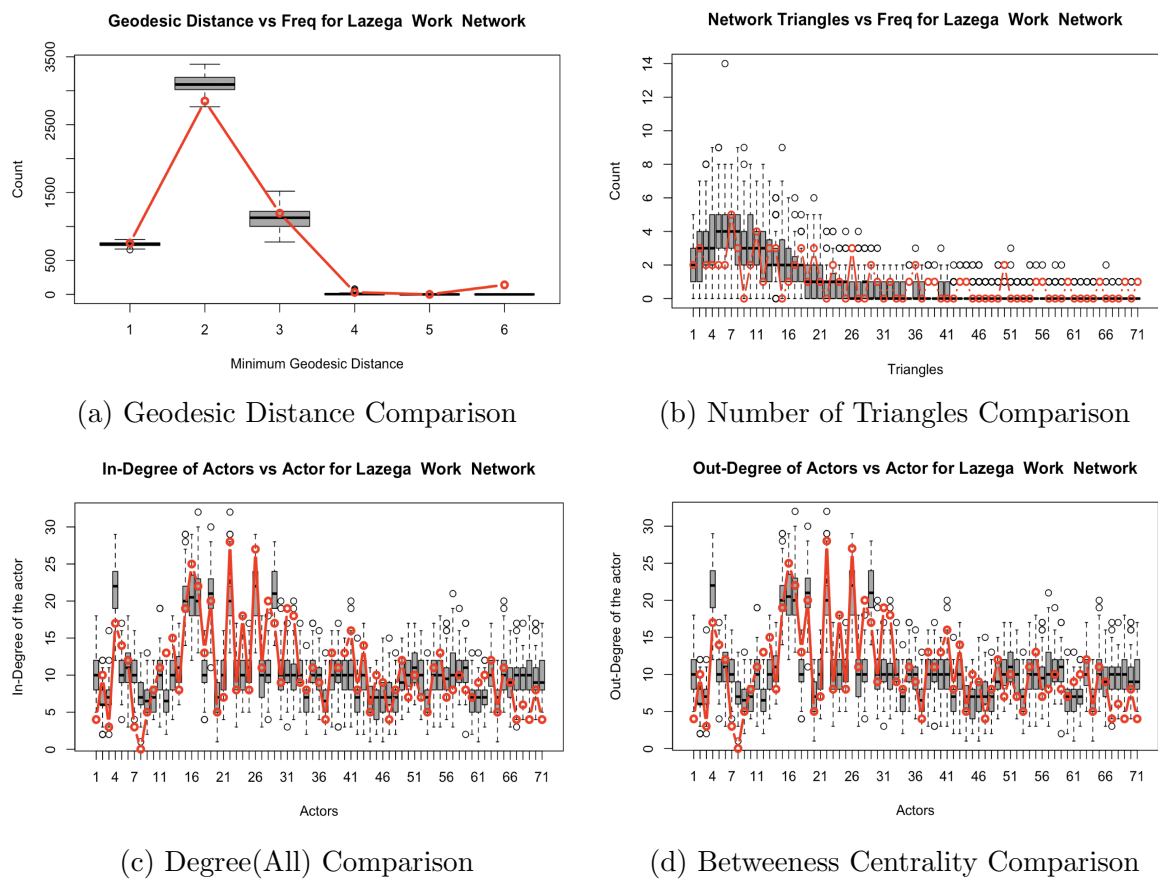 Geodesic Distance vs Freq for Lazega Work Network
Count
0 500 1500 2500 3500
1 2 3 4 5 6
Minimum Geodesic Distance
(a) Geodesic Distance Comparison
Network Triangles vs Freq for Lazega Work Network
Count
0 2 4 6 8 10 12 14
1 4 7 11 16 21 26 31 36 41 46 51 56 61 66 71
Triangles
(b) Number of Triangles Comparison
In-Degree of Actors vs Actor for Lazega Work Network
In-Degree of the actor
0 5 10 15 20 25 30
1 4 7 11 16 21 26 31 36 41 46 51 56 61 66 71
Actors
(c) Degree(All) Comparison
Out-Degree of Actors vs Actor for Lazega Work Network
Out-Degree of the actor
0 5 10 15 20 25 30
1 4 7 11 16 21 26 31 36 41 46 51 56 61 66 71
Actors
(d) Betweeness Centrality Comparison